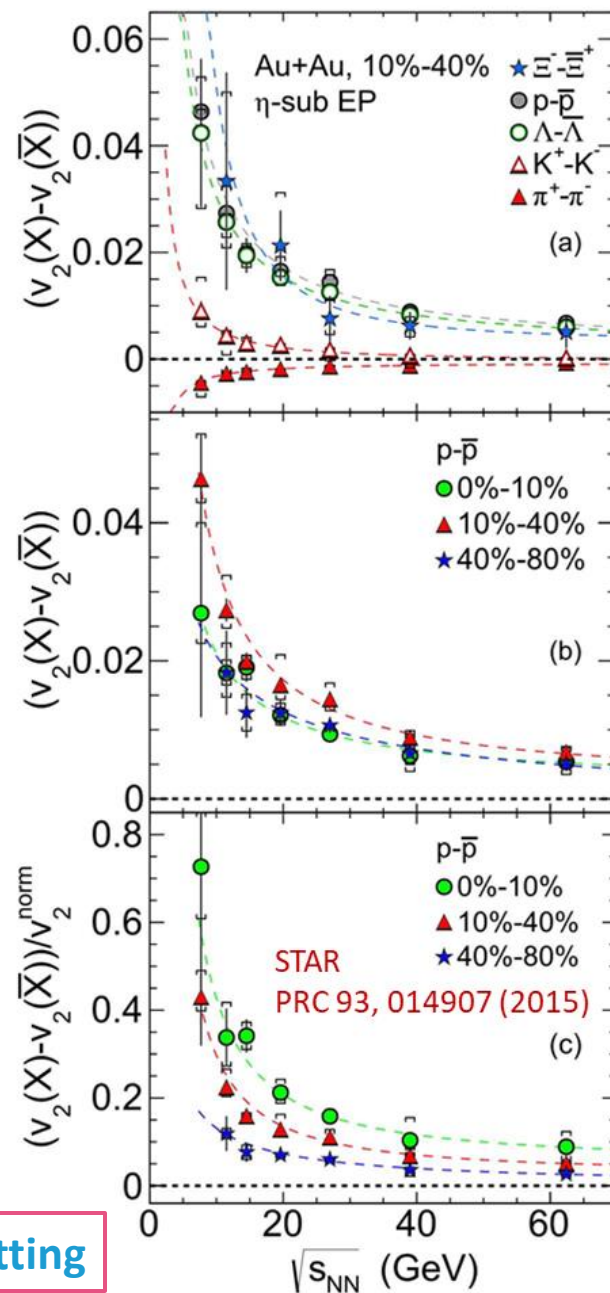 0.06
0.04
0.02
0
(v₂(X)-v₂(X̅))
Au+Au, 10%-40%
η-sub EP
Ξ⁻-Ξ̅⁺
p-p̅
Λ-Λ̅
K⁺-K⁻
π⁺-π⁻
(a)
0.04
0.02
0
(v₂(X)-v₂(X̅))
p-p̅
0%-10%
10%-40%
40%-80%
(b)
0.8
0.6
0.4
0.2
0
(v₂(X)-v₂(X̅))/v₂ⁿᵒʳᵐ
p-p̅
0%-10%
10%-40%
40%-80%
STAR
PRC 93, 014907 (2015)
(c)
0 20 40 60
√s_NN (GeV)
tting